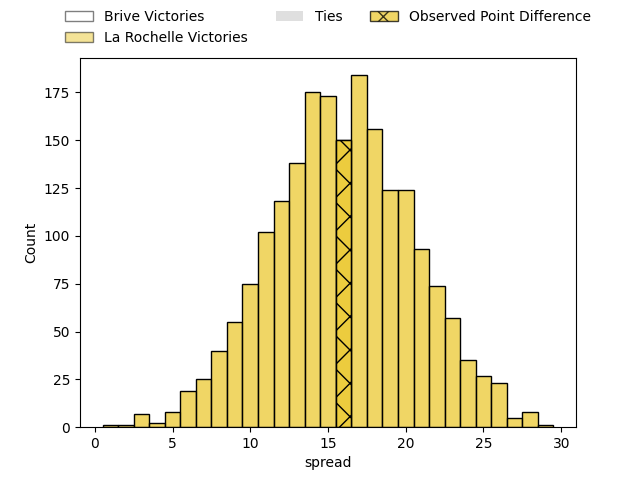 Brive Victories
Ties
Observed Point Difference
La Rochelle Victories
175
150
125
100
75
50
25
0
Count
0
5
10
15
20
25
30
spread